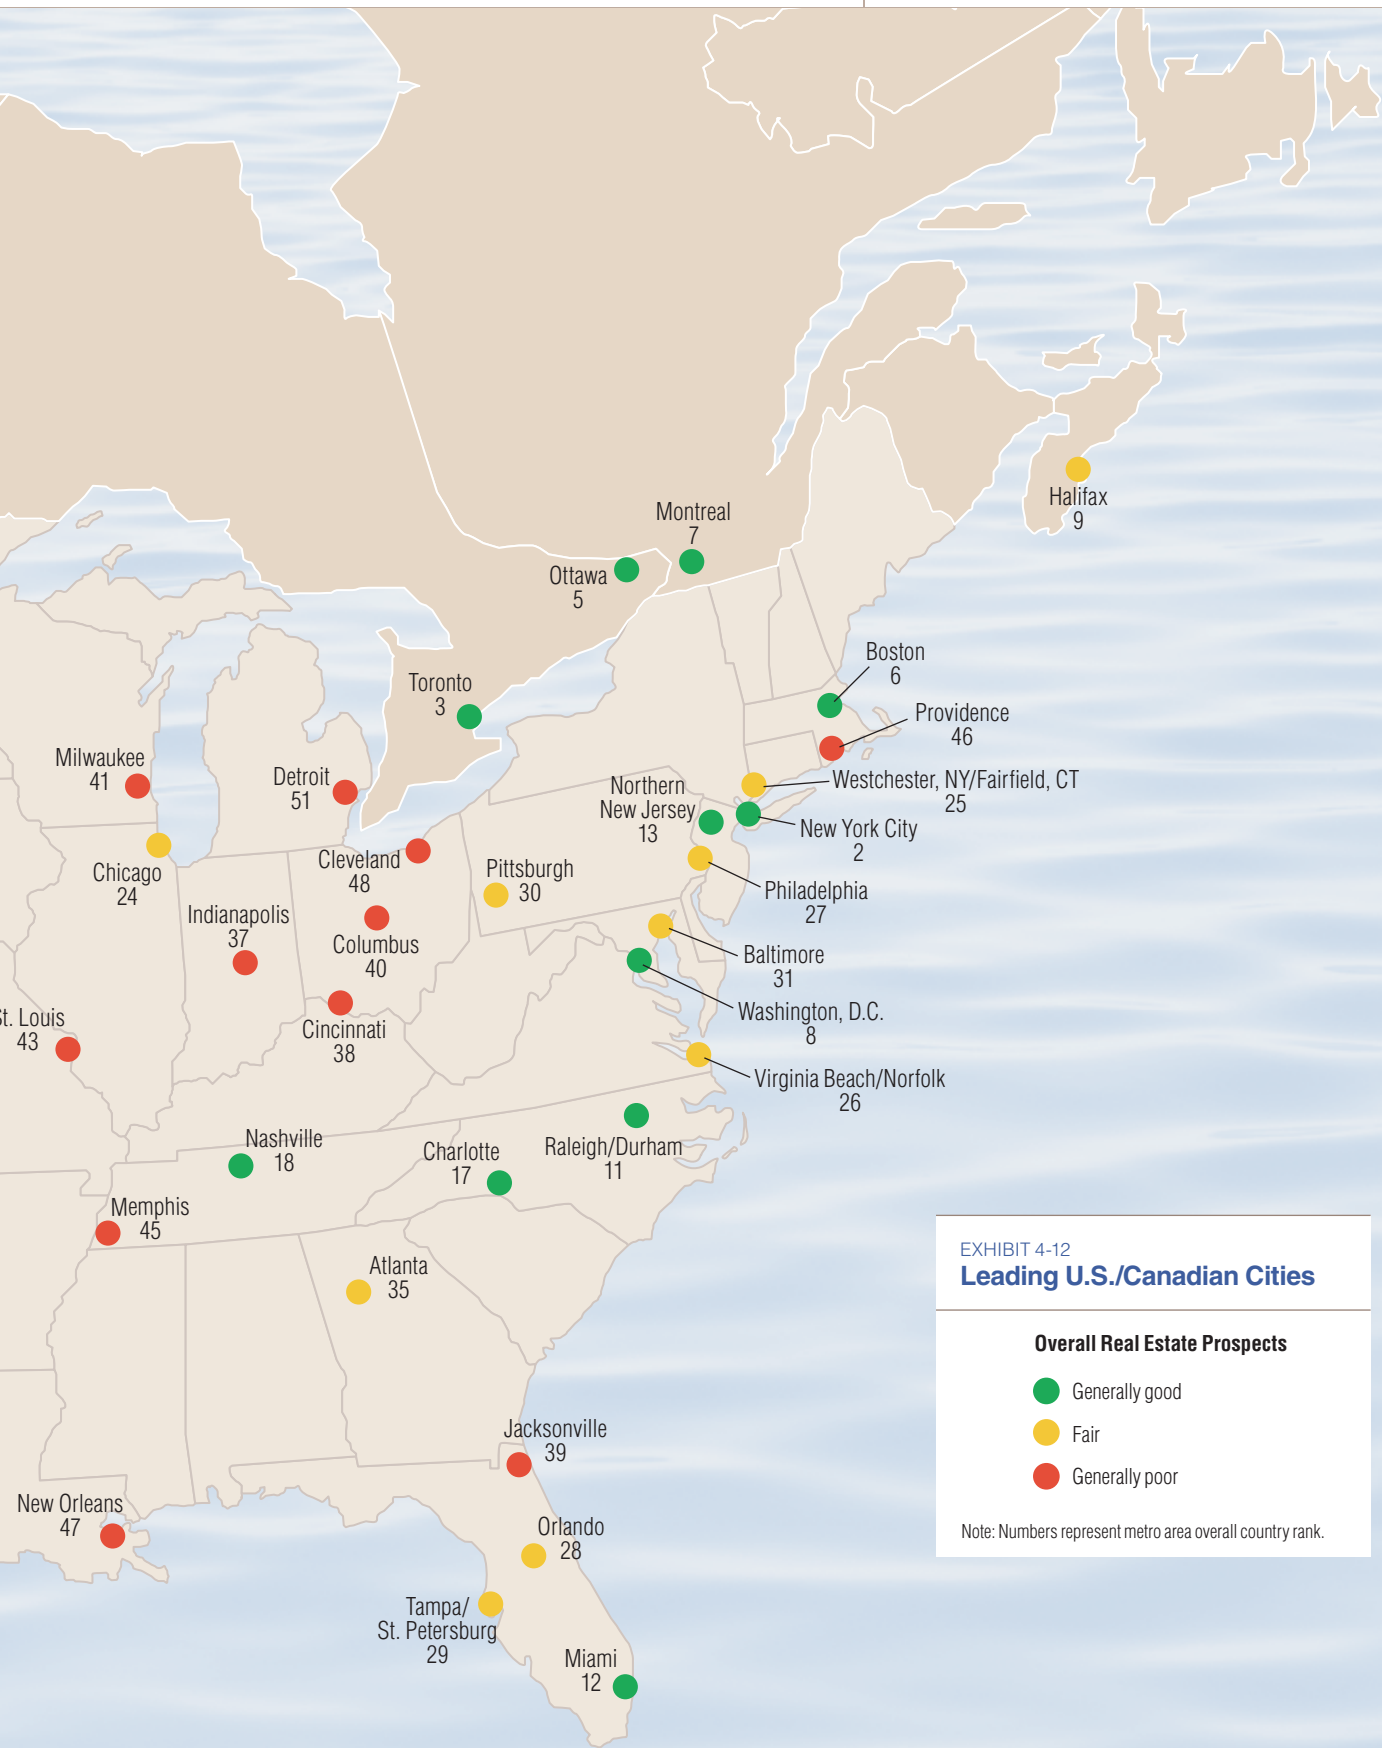 Halifax
9
Montreal
7
Ottawa
5
Boston
6
Toronto
3
Providence
46
Milwaukee
41
Detroit
51
Northern
New Jersey
13
Westchester, NY/Fairfield, CT
25
New York City
2
Chicago
24
Cleveland
48
Pittsburgh
30
Philadelphia
27
Indianapolis
37
Columbus
40
Baltimore
31
Washington, D.C.
8
St. Louis
43
Cincinnati
38
Virginia Beach/Norfolk
26
Nashville
18
Charlotte
17
Raleigh/Durham
11
Memphis
45
Atlanta
35
Jacksonville
39
New Orleans
47
Orlando
28
Tampa/
St. Petersburg
29
Miami
12
EXHIBIT 4-12
Leading U.S./Canadian Cities
Overall Real Estate Prospects
Generally good
Fair
Generally poor
Note: Numbers represent metro area overall country rank.